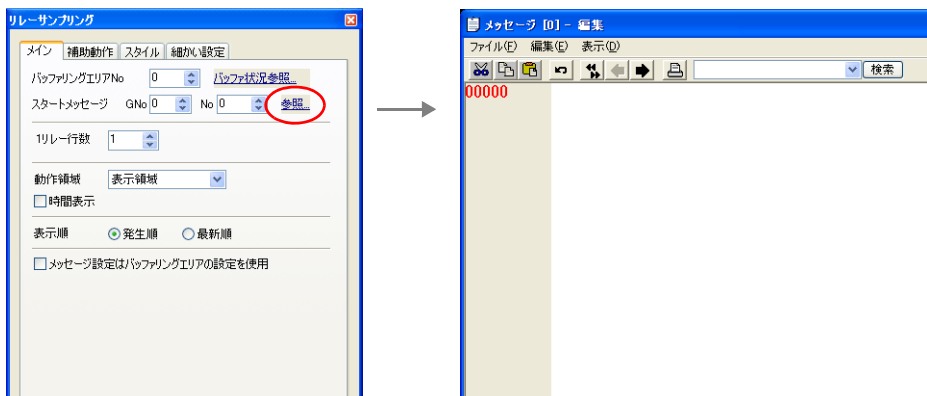 リレーサンプリング
メイン 補助動作 スタイル 細かい設定
バッファリングエリアNo 0 バッファ状況参照...
スタートメッセージ GNo 0 No 0 参照...
1リレー行数 1
動作領域 表示領域
時間表示
表示順 発生順 最新順
メッセージ設定はバッファリングエリアの設定を使用
メッセージ [0] - 編集
ファイル(F) 編集(E) 表示(D)
検索
00000